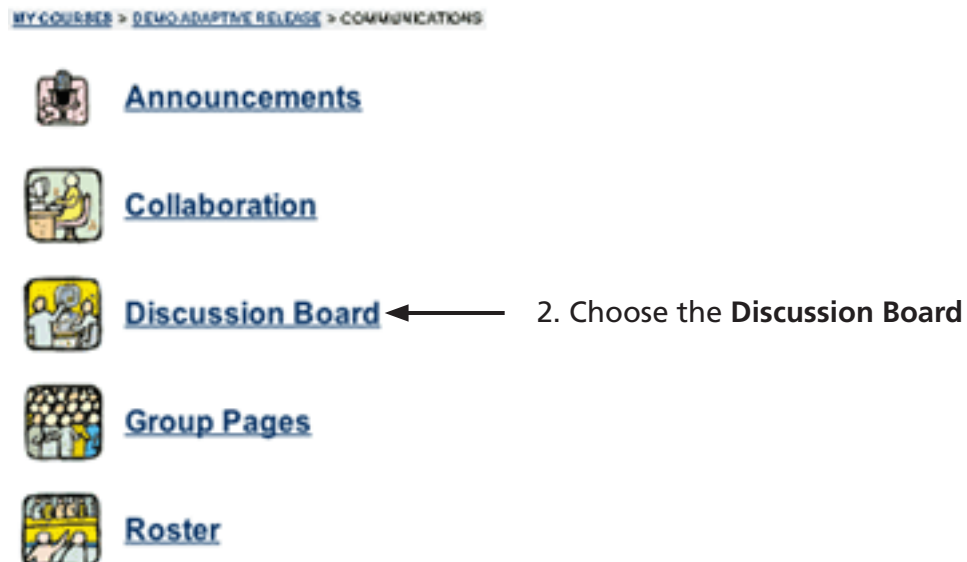 MY COURSES > DEMO ADAPTIVE RELEASE > COMMUNICATIONS
Announcements
Collaboration
Discussion Board 2. Choose the Discussion Board
Group Pages
Roster